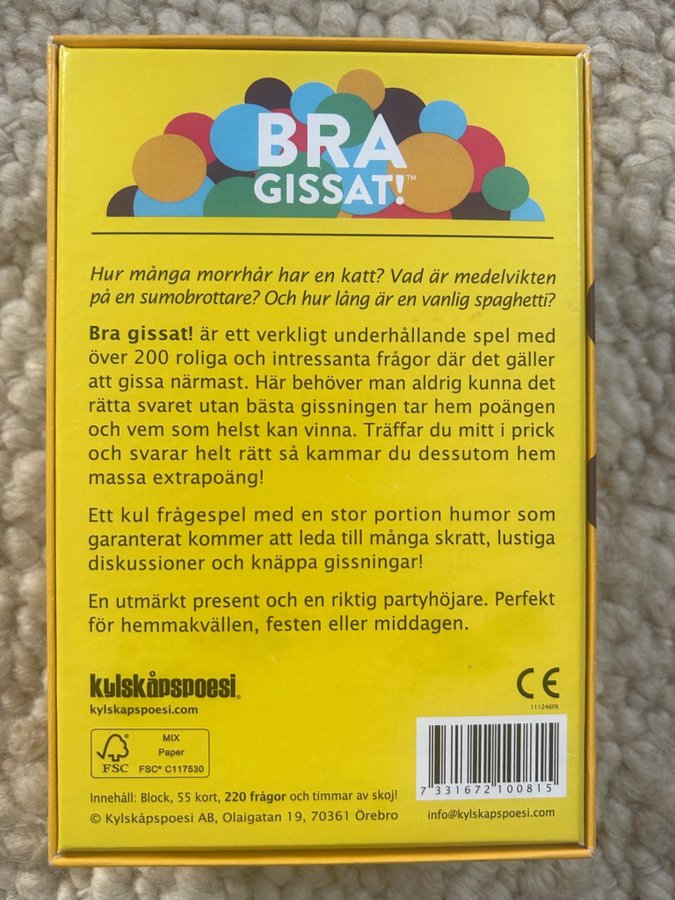 BRA
GISSAT!™
Hur många morrhår har en katt? Vad är medelvikten
på en sumobrottare? Och hur lång är en vanlig spaghetti?
Bra gissat! är ett verkligt underhållande spel med
över 200 roliga och intressanta frågor där det gäller
att gissa närmast. Här behöver man aldrig kunna det
rätta svaret utan bästa gissningen tar hem poängen
och vem som helst kan vinna. Träffar du mitt i prick
och svarar helt rätt så kammar du dessutom hem
massa extrapoäng!
Ett kul frågespel med en stor portion humor som
garanterat kommer att leda till många skratt, lustiga
diskussioner och knäppa gissningar!
En utmärkt present och en riktig partyhöjare. Perfekt
för hemmakvällen, festen eller middagen.
kylskåpspoesi®
kylskapspoesi.com
CE
111246FK
FSC
MIX
Paper
FSC® C117530
7 331672 100815
Innehåll: Block, 55 kort, 220 frågor och timmar av skoj!
© Kylskåpspoesi AB, Olaigatan 19, 70361 Örebro
info@kylskapspoesi.com